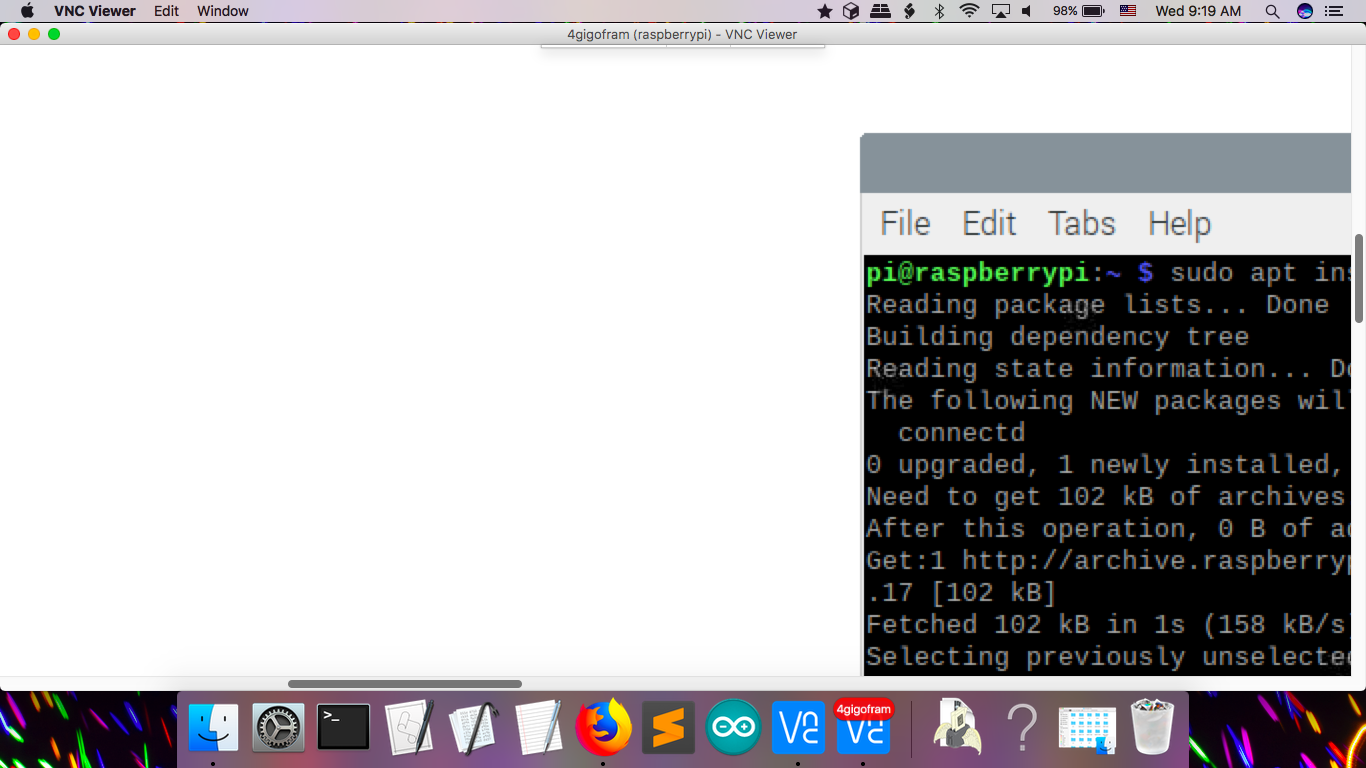 VNC Viewer Edit Window 98% Wed 9:19 AM
4gigofram (raspberrypi) - VNC Viewer
File Edit Tabs Help
pi@raspberrypi:~ $ sudo apt ins
Reading package lists... Done
Building dependency tree
Reading state information... Do
The following NEW packages wil
connectd
0 upgraded, 1 newly installed,
Need to get 102 kB of archives
After this operation, 0 B of ad
Get:1 http://archive.raspberryp
.17 [102 kB]
Fetched 102 kB in 1s (158 kB/s)
Selecting previously unselected
4gigofram